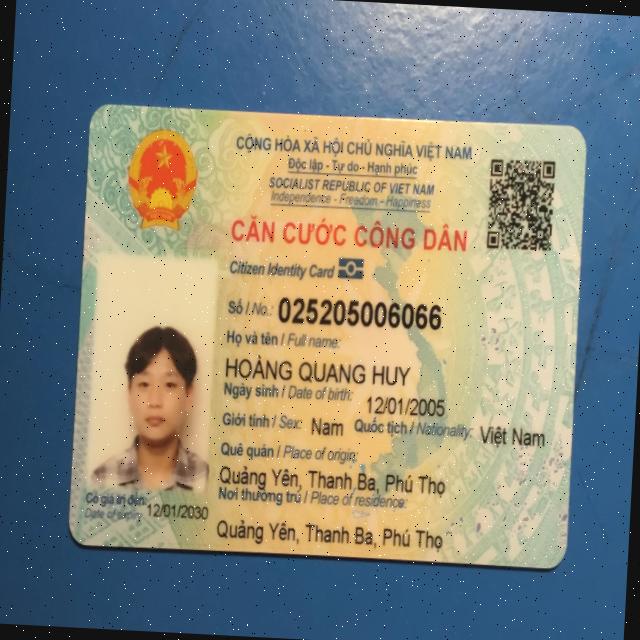 CỘNG HÒA XÃ HỘI CHỦ NGHĨA VIỆT NAM
Độc lập - Tự do - Hạnh phúc
SOCIALIST REPUBLIC OF VIET NAM
Independence - Freedom - Happiness
CĂN CƯỚC CÔNG DÂN
Citizen Identity Card
Số / No.: 025205006066
Họ và tên / Full name:
HOÀNG QUANG HUY
Ngày sinh / Date of birth: 12/01/2005
Giới tính / Sex: Nam Quốc tịch / Nationality: Việt Nam
Quê quán / Place of origin:
Quảng Yên, Thanh Ba, Phú Thọ
Nơi thường trú / Place of residence:
Quảng Yên, Thanh Ba, Phú Thọ
Có giá trị đến: 12/01/2030
Date of expiry